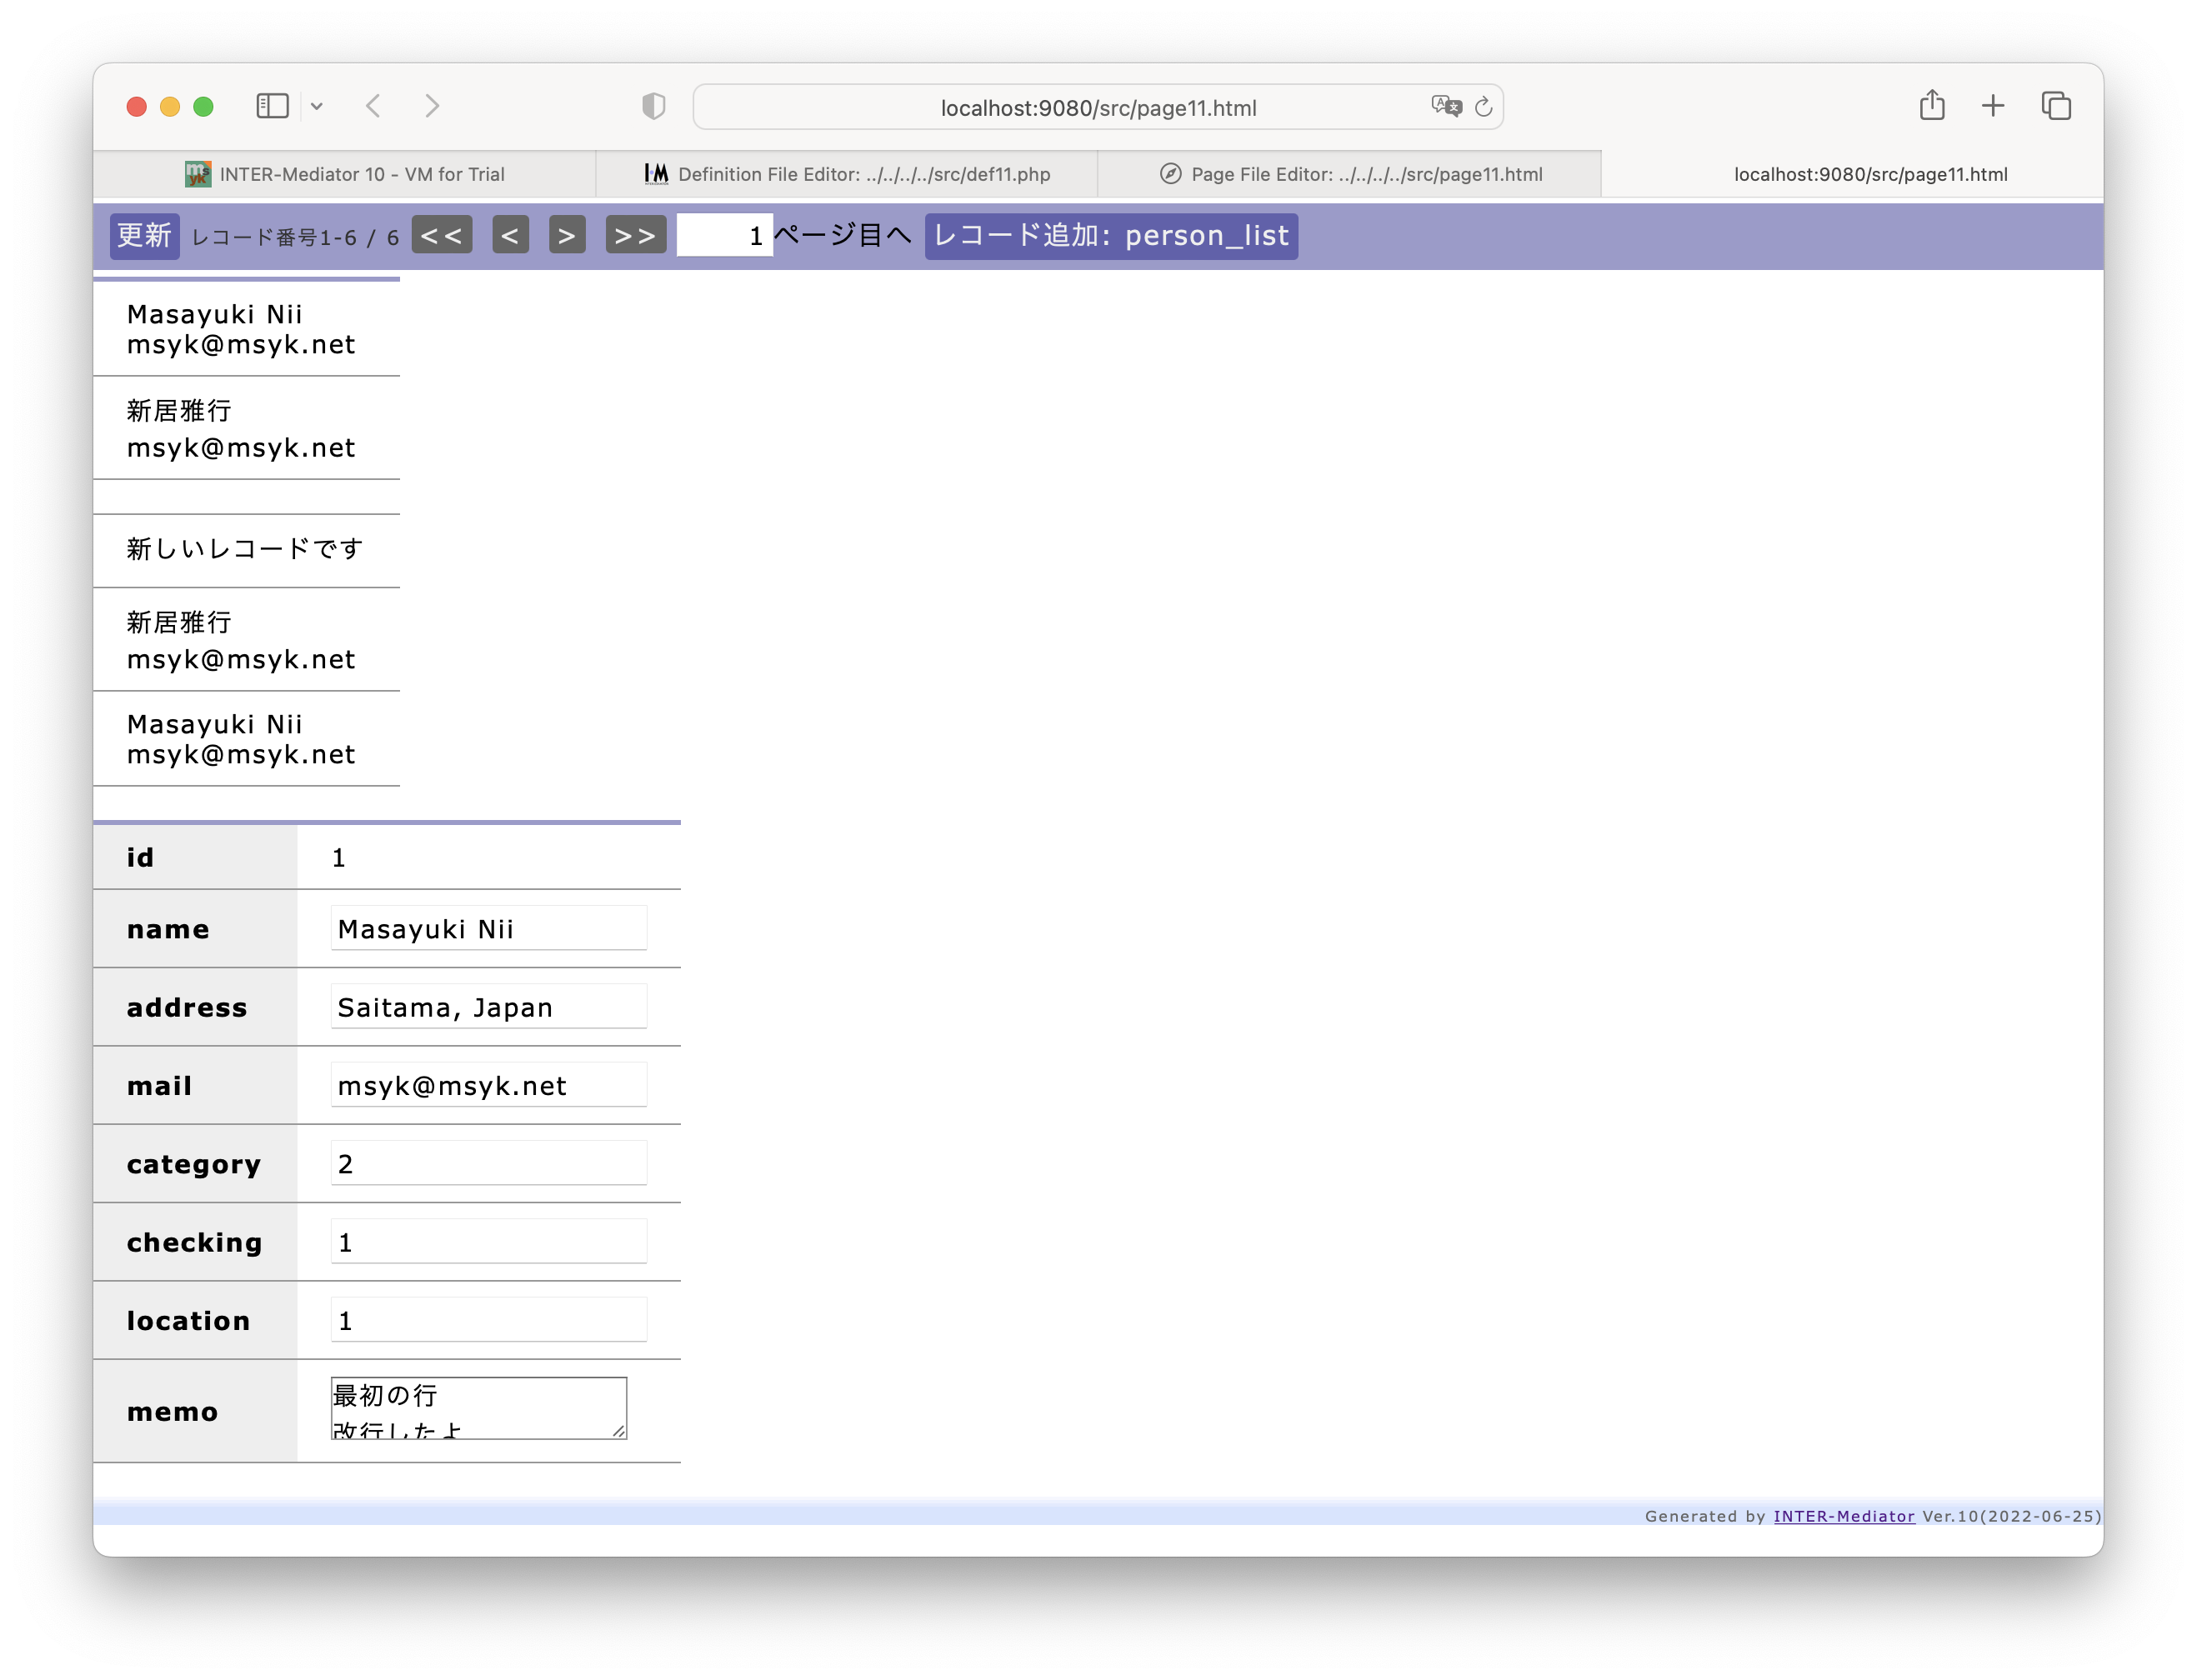 localhost:9080/src/page11.html
INTER-Mediator 10 - VM for Trial
Definition File Editor: ../../../../src/def11.php
Page File Editor: ../../../../src/page11.html
localhost:9080/src/page11.html
更新 レコード番号1-6 / 6 << < > >> 1 ページ目へ レコード追加: person_list
Masayuki Nii
msyk@msyk.net
新居雅行
msyk@msyk.net
新しいレコードです
新居雅行
msyk@msyk.net
Masayuki Nii
msyk@msyk.net
id 1
name Masayuki Nii
address Saitama, Japan
mail msyk@msyk.net
category 2
checking 1
location 1
memo 最初の行
改行したよ
Generated by INTER-Mediator Ver.10(2022-06-25)